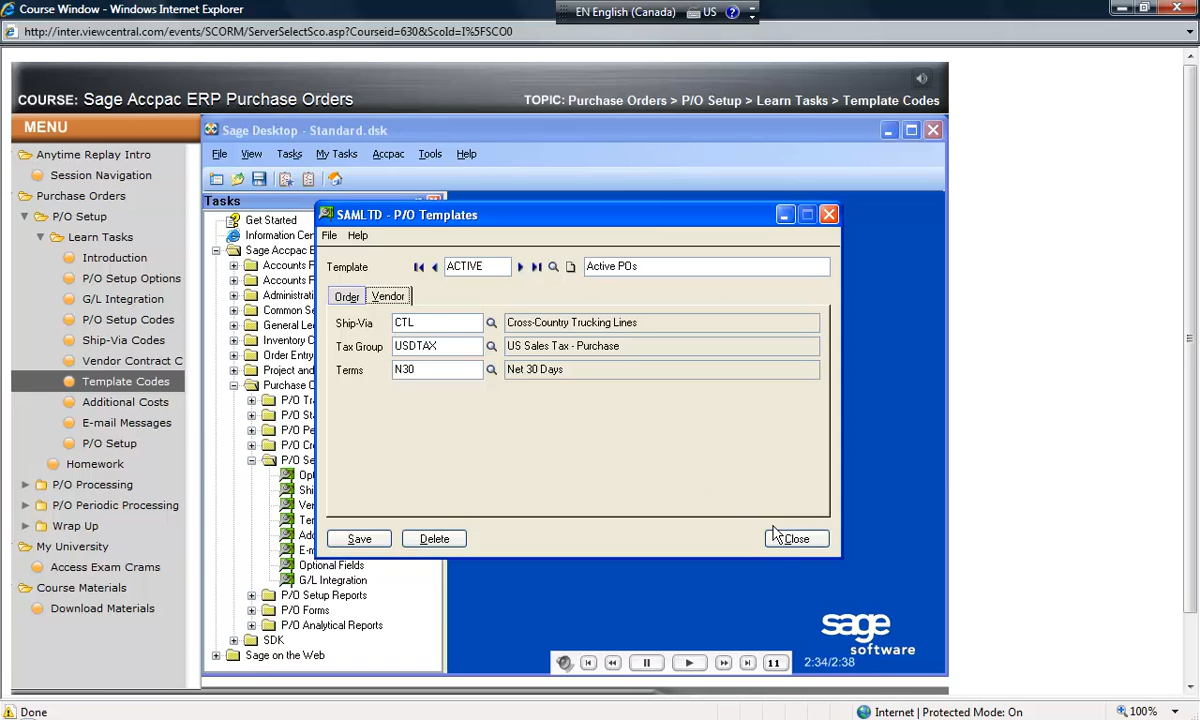 Course Window - Windows Internet Explorer
EN English (Canada) US
http://inter.viewcentral.com/events/SCORM/ServerSelectSco.asp?Courseid=630&ScoId=I%5FSCO0
COURSE: Sage Accpac ERP Purchase Orders
TOPIC: Purchase Orders > P/O Setup > Learn Tasks > Template Codes
MENU
Anytime Replay Intro
Session Navigation
Purchase Orders
P/O Setup
Learn Tasks
Introduction
P/O Setup Options
G/L Integration
P/O Setup Codes
Ship-Via Codes
Vendor Contract C
Template Codes
Additional Costs
E-mail Messages
P/O Setup
Homework
P/O Processing
P/O Periodic Processing
Wrap Up
My University
Access Exam Crams
Course Materials
Download Materials
Sage Desktop - Standard.dsk
File View Tasks My Tasks Accpac Tools Help
Tasks
Get Started
Information Cen
Sage Accpac E
Accounts F
Accounts F
Administrati
Common Se
General Le
Inventory C
Order Entry
Project and
Purchase C
P/O Tra
P/O Sta
P/O Pe
P/O Cre
P/O Se
Op
Shi
Ver
Ter
Add
E-m
Optional Fields
G/L Integration
P/O Setup Reports
P/O Forms
P/O Analytical Reports
SDK
Sage on the Web
SAMLTD - P/O Templates
File Help
Template ACTIVE Active POs
Order Vendor
Ship-Via CTL Cross-Country Trucking Lines
Tax Group USDTAX US Sales Tax - Purchase
Terms N30 Net 30 Days
Save Delete Close
sage
software
11 2:34/2:38
Done
Internet | Protected Mode: On
100%